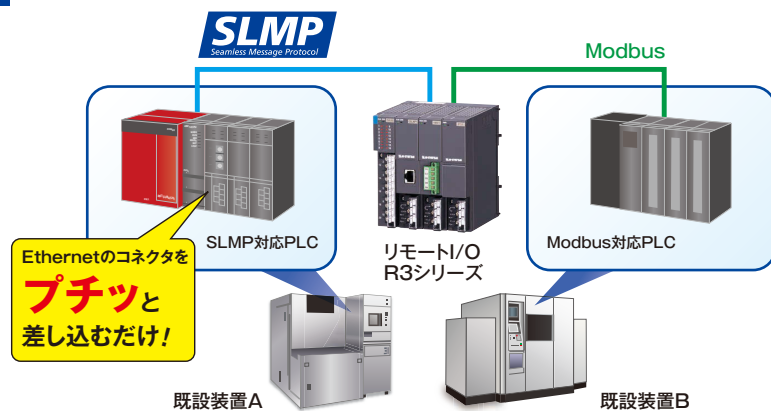 SLMP
Seamless Message Protocol
Modbus
SLMP対応PLC
リモートI/O
R3シリーズ
Modbus対応PLC
Ethernetのコネクタを
プチッと
差し込むだけ!
既設装置A
既設装置B